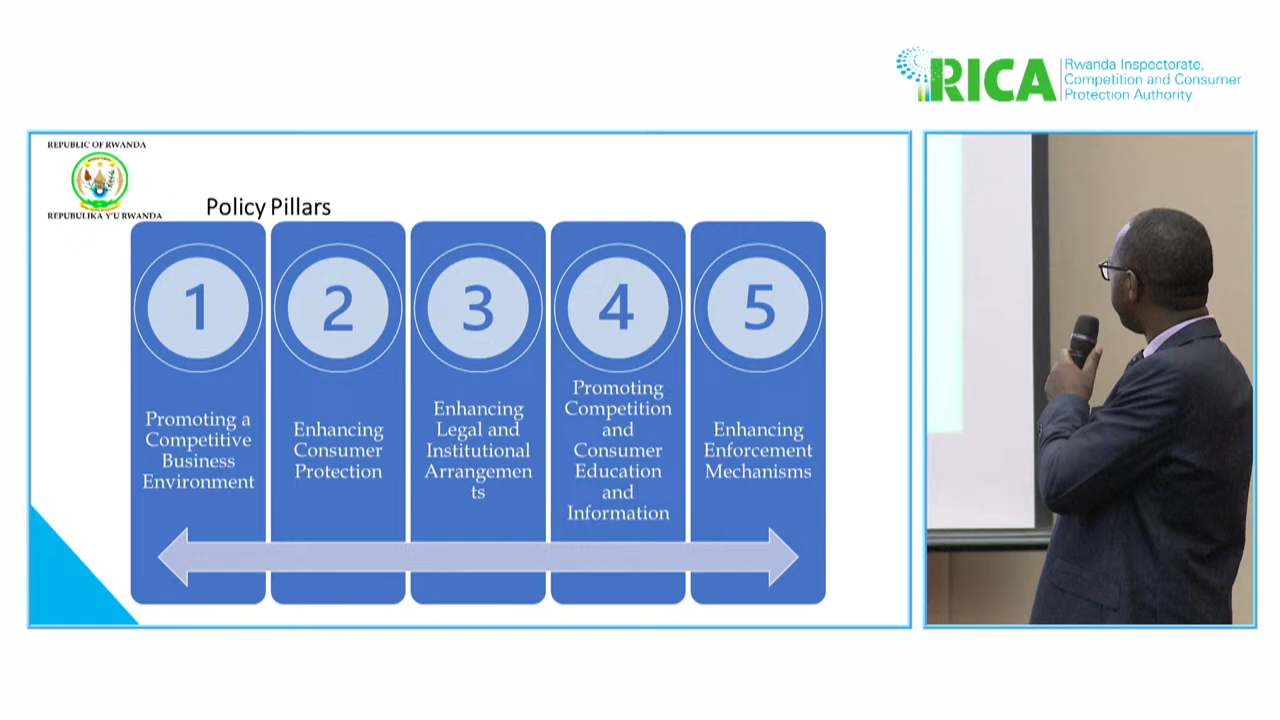 RICA
Rwanda Inspectorate,
Competition and Consumer
Protection Authority
REPUBLIC OF RWANDA
REPUBULIKA Y'U RWANDA
Policy Pillars
1
Promoting a
Competitive
Business
Environment
2
Enhancing
Consumer
Protection
3
Enhancing
Legal and
Institutional
Arrangemen
ts
4
Promoting
Competition
and
Consumer
Education
and
Information
5
Enhancing
Enforcement
Mechanisms